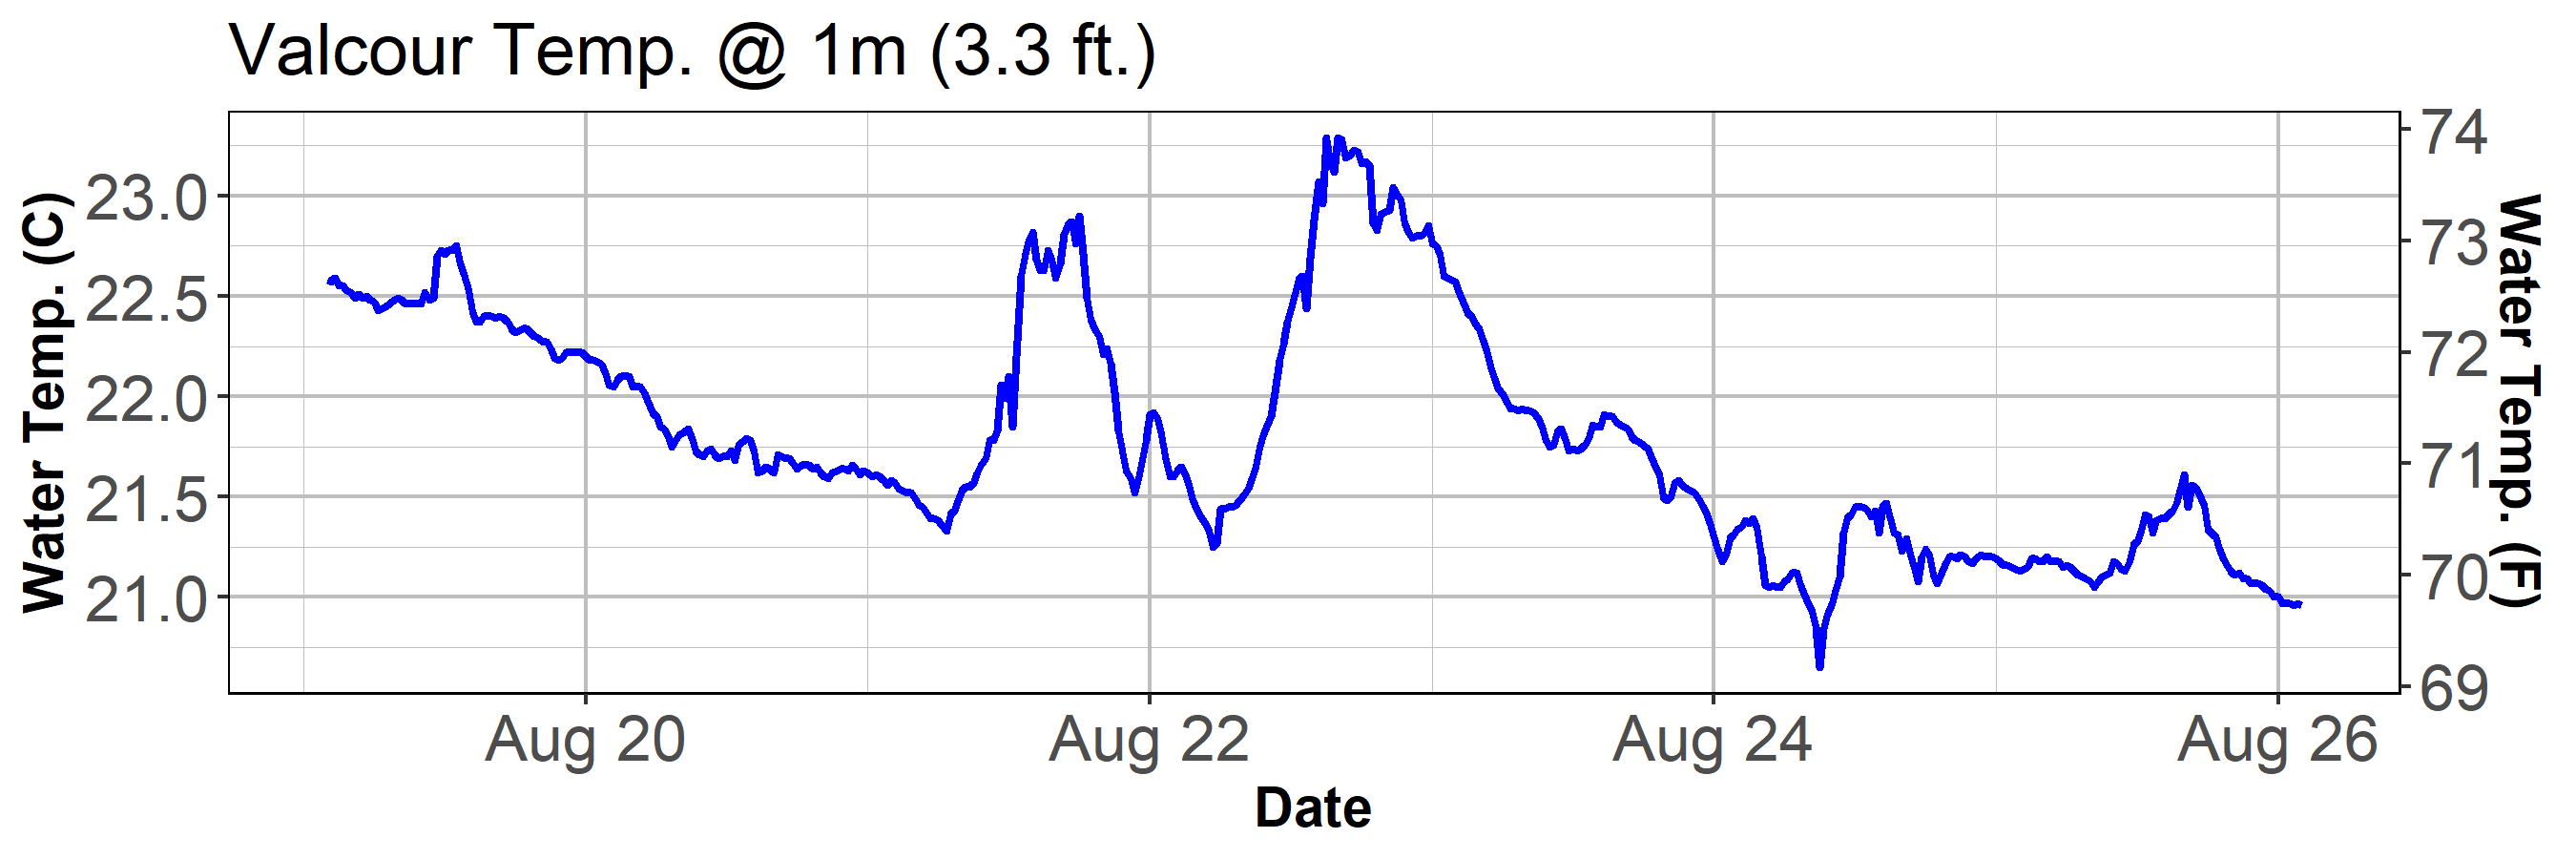 Valcour Temp. @ 1m (3.3 ft.)
Water Temp. (C)
23.0
22.5
22.0
21.5
21.0
74
73
72
71
70
69
Water Temp. (F)
Aug 20 Aug 22 Aug 24 Aug 26
Date